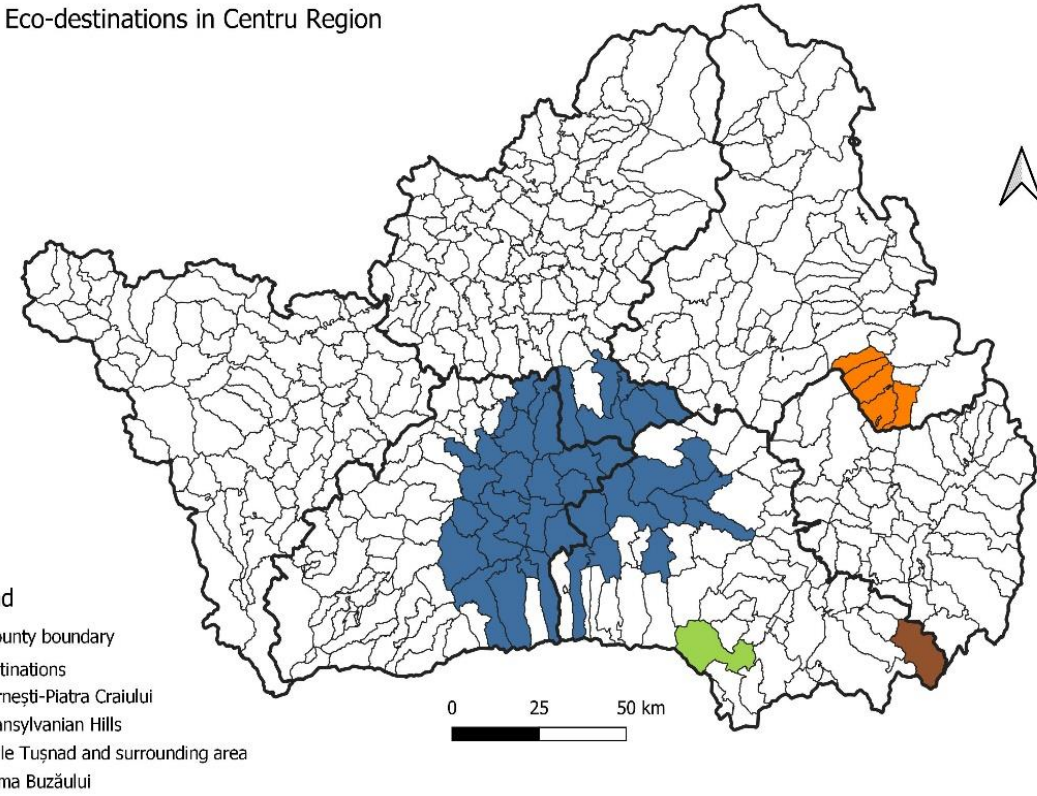 Eco-destinations in Centru Region
0 25 50 km
d
ounty boundary
tinations
rnești-Piatra Craiului
nsylvanian Hills
le Tușnad and surrounding area
ma Buzăului